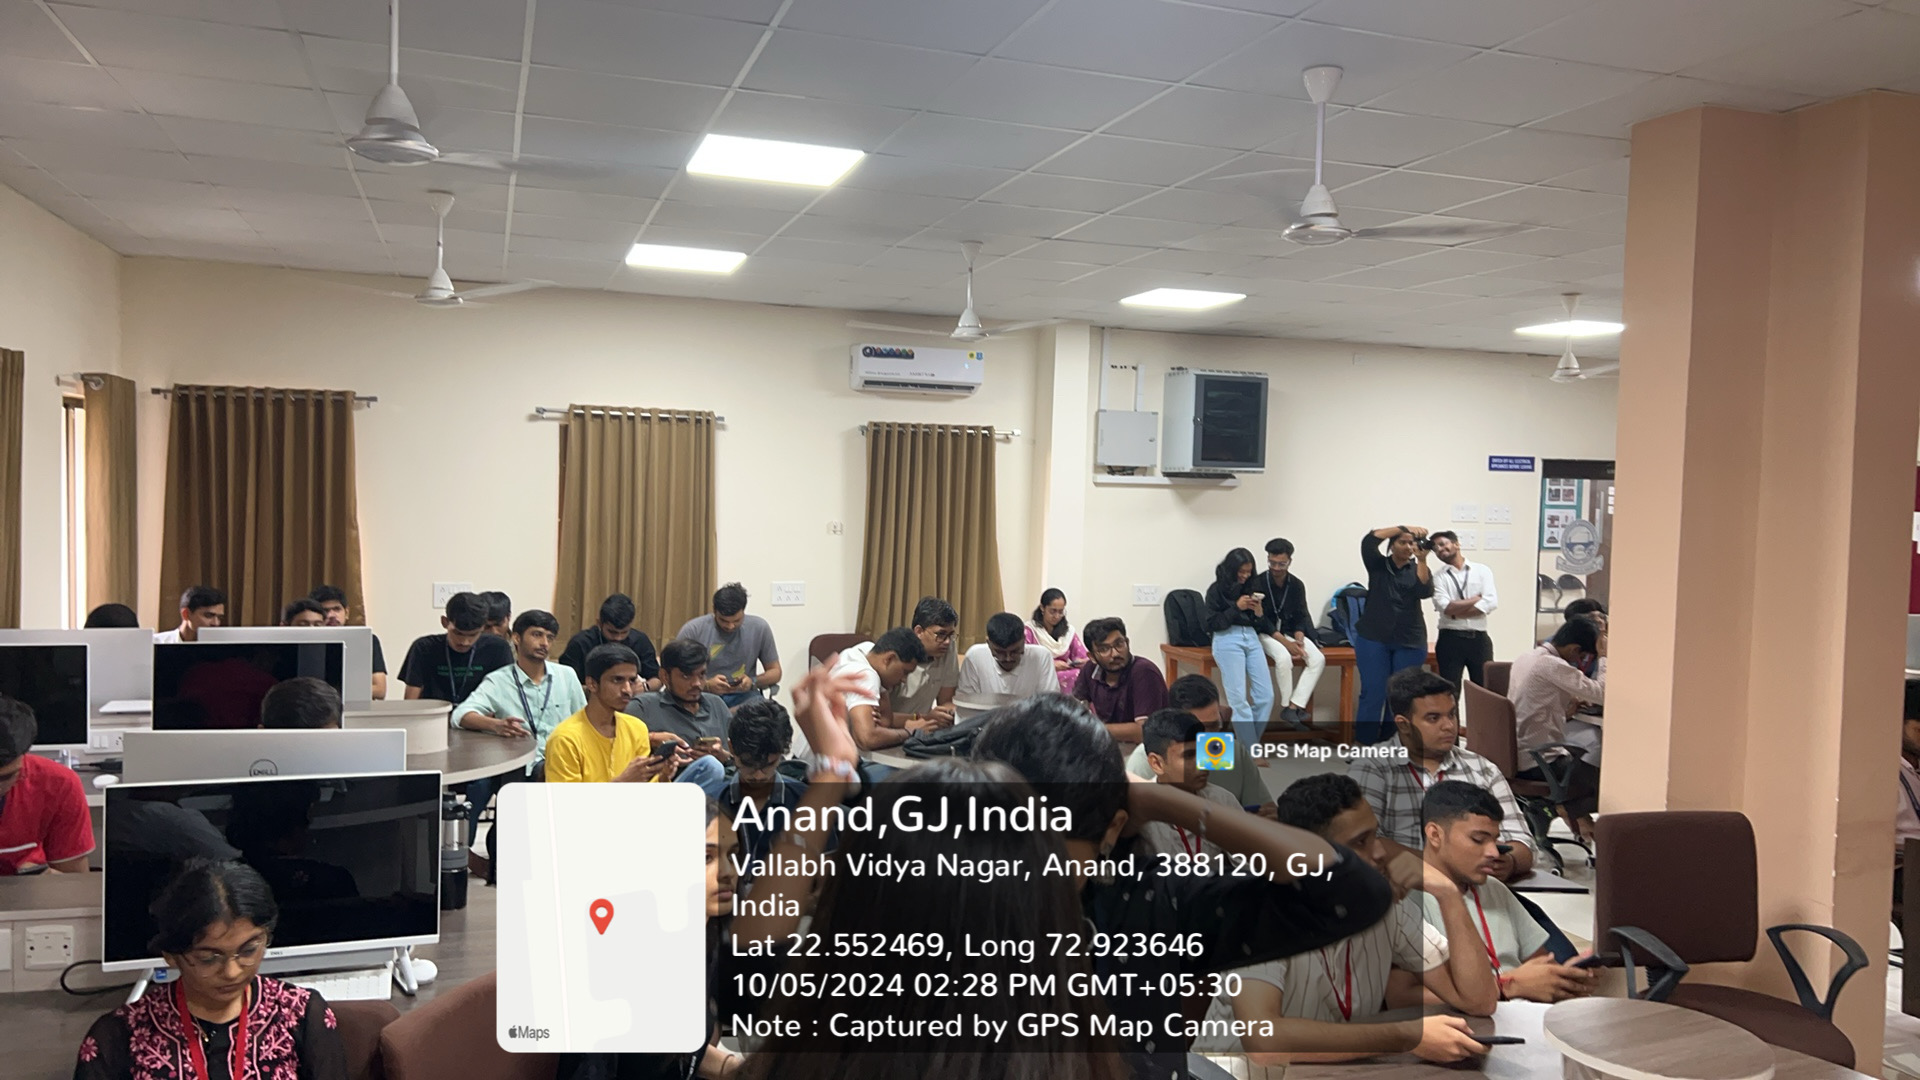 GPS Map Camera
Anand,GJ,India
Vallabh Vidya Nagar, Anand, 388120, GJ,
India
Lat 22.552469, Long 72.923646
10/05/2024 02:28 PM GMT+05:30
Note : Captured by GPS Map Camera
Maps
DELL